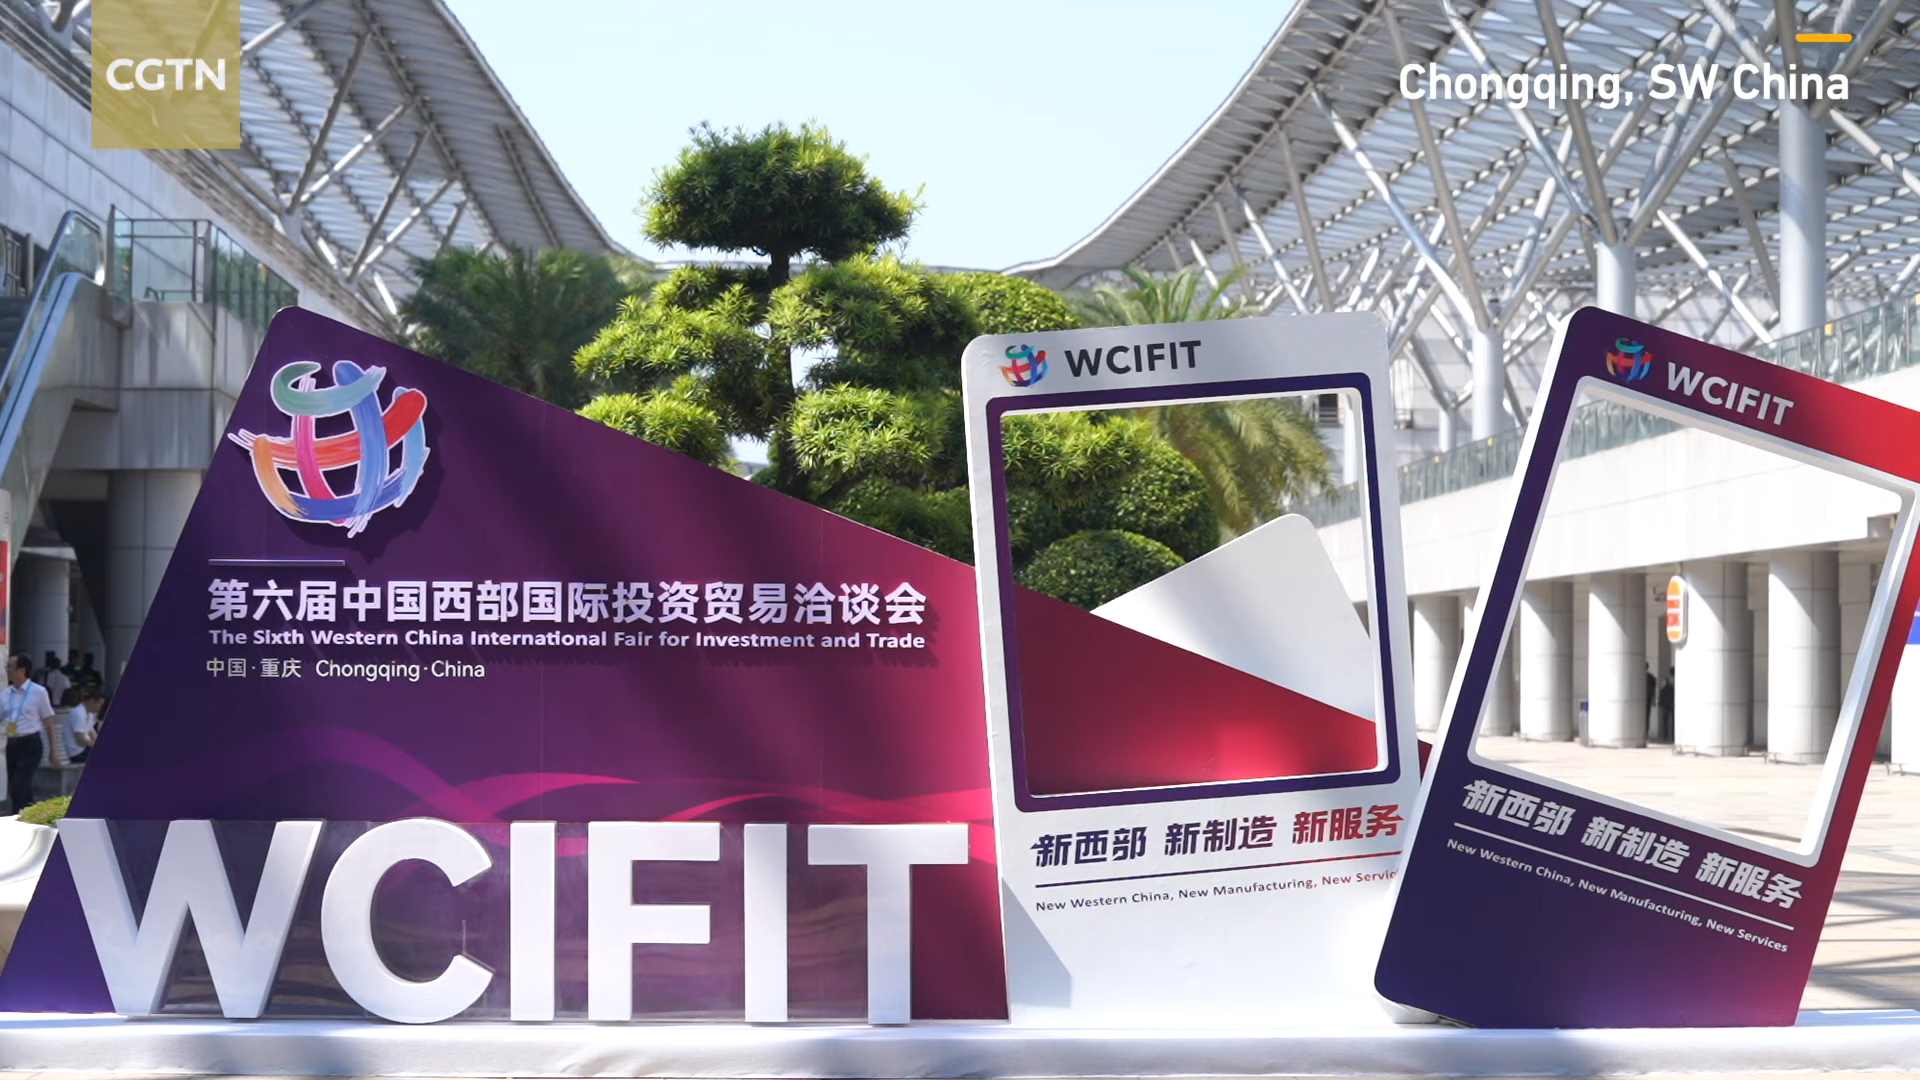 CGTN
Chongqing, SW China
第六届中国西部国际投资贸易洽谈会
The Sixth Western China International Fair for Investment and Trade
中国·重庆 Chongqing·China
WCIFIT
WCIFIT
新西部 新制造 新服务
New Western China, New Manufacturing, New Servic
WCIFIT
新西部 新制造 新服务
New Western China, New Manufacturing, New Services